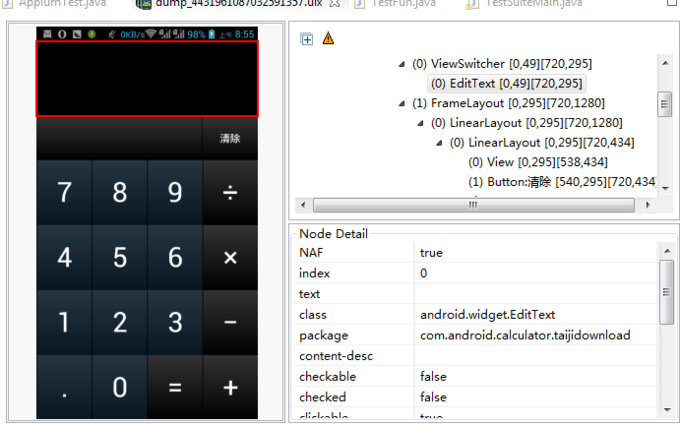 AppiumTest.java dump_4431961087032591357.uix TestFun.java TestSuiteMain.java
0KB/s 98% 上午 8:55
清除
7 8 9 ÷
4 5 6 ×
1 2 3 −
. 0 = +
(0) ViewSwitcher [0,49][720,295]
(0) EditText [0,49][720,295]
(1) FrameLayout [0,295][720,1280]
(0) LinearLayout [0,295][720,1280]
(0) LinearLayout [0,295][720,434]
(0) View [0,295][538,434]
(1) Button:清除 [540,295][720,434
Node Detail
NAF true
index 0
text
class android.widget.EditText
package com.android.calculator.taijidownload
content-desc
checkable false
checked false
clickable true